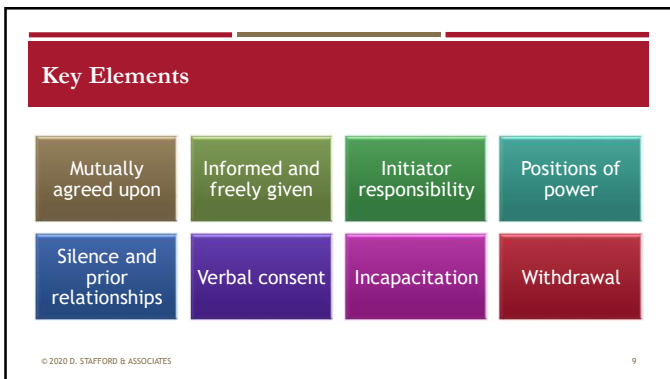 Key Elements
Mutually
agreed upon
Informed and
freely given
Initiator
responsibility
Positions of
power
Silence and
prior
relationships
Verbal consent
Incapacitation
Withdrawal
© 2020 D. STAFFORD & ASSOCIATES
9